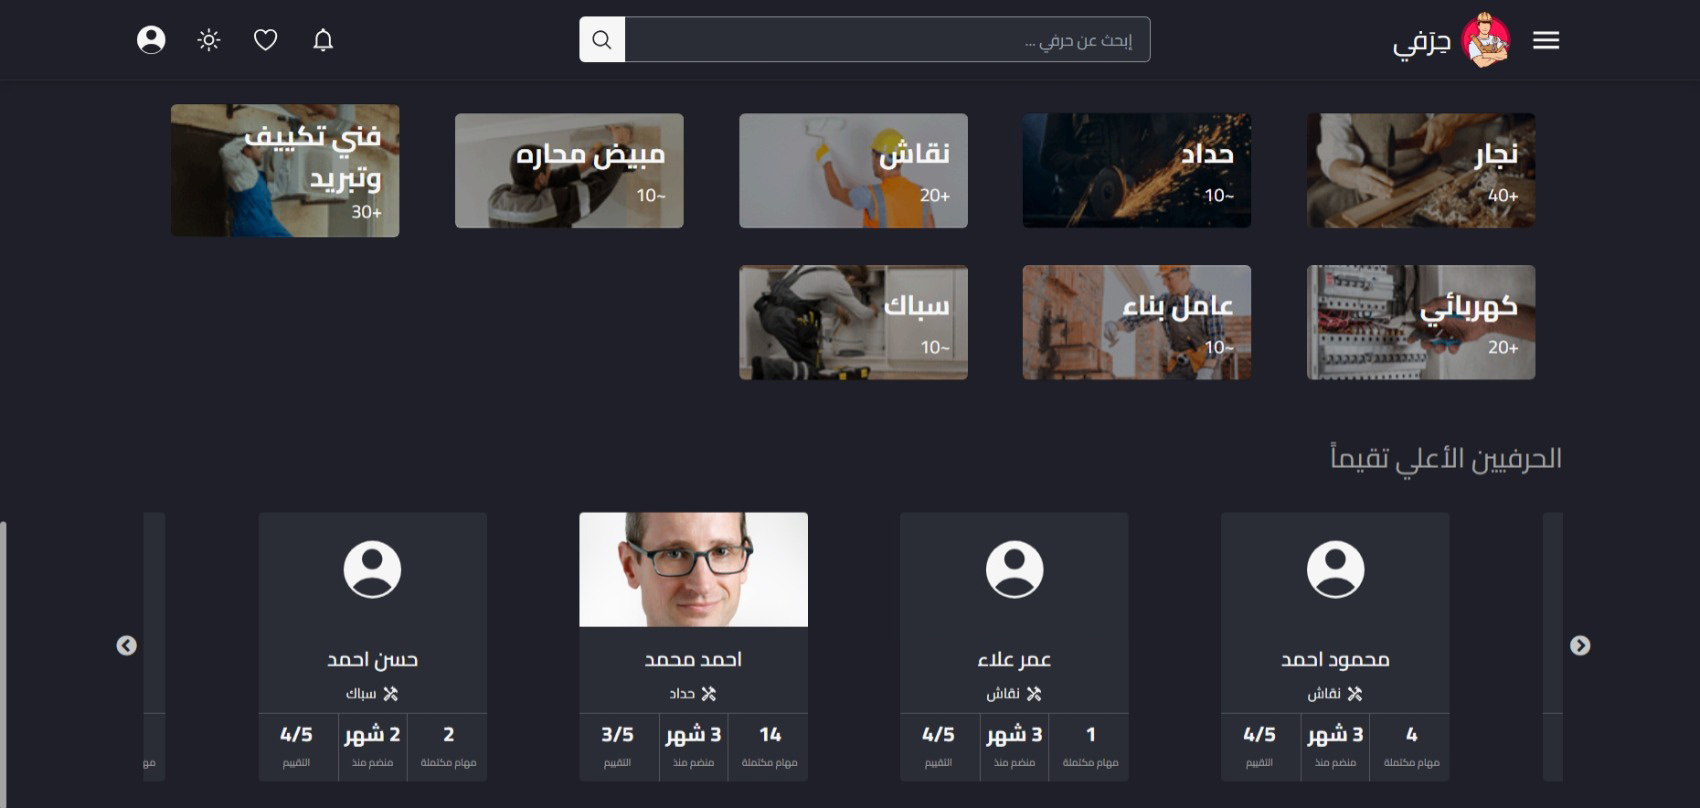 حِرَفي
إبحث عن حرفي ...
نجار
40+
حداد
10~
نقاش
20+
مبيض محاره
10~
فني تكييف
وتبريد
30+
كهربائي
20+
عامل بناء
10~
سباك
10~
الحرفيين الأعلي تقيماً
محمود احمد
نقاش
4
3 شهر
4/5
مهام مكتملة
منضم منذ
التقييم
عمر علاء
نقاش
1
3 شهر
4/5
مهام مكتملة
منضم منذ
التقييم
احمد محمد
حداد
14
3 شهر
3/5
مهام مكتملة
منضم منذ
التقييم
حسن احمد
سباك
2
2 شهر
4/5
مهام مكتملة
منضم منذ
التقييم